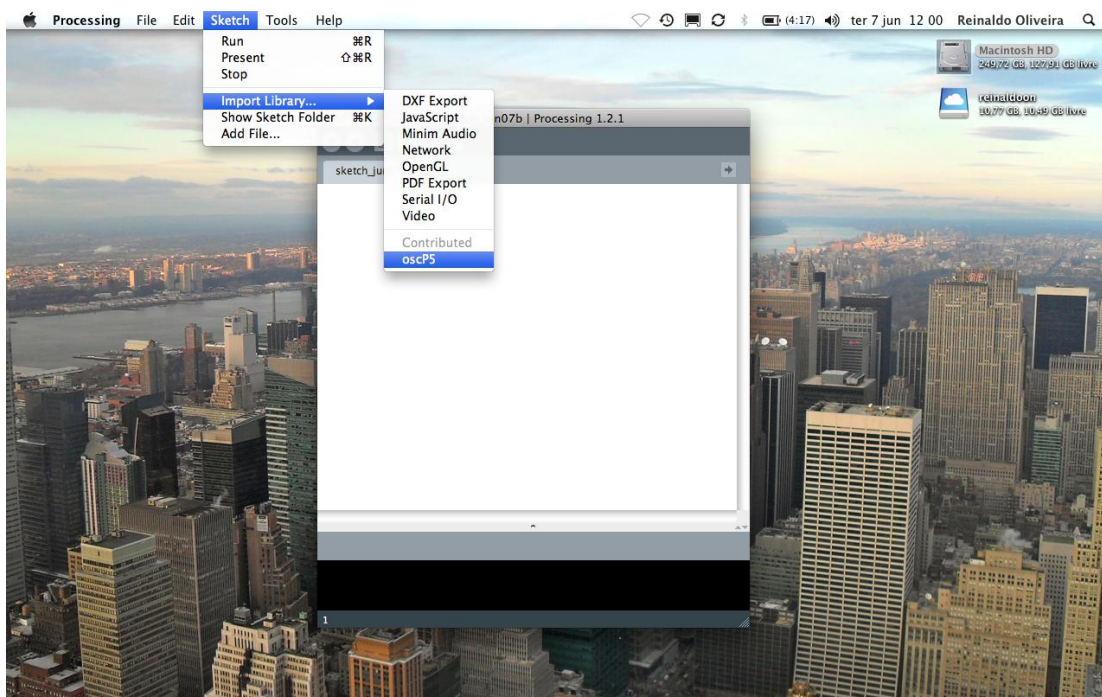 Processing File Edit Sketch Tools Help (4:17) ter 7 jun 12 00 Reinaldo Oliveira
Run ⌘R
Present ⇧⌘R
Stop
Import Library... ▶
Show Sketch Folder ⌘K
Add File...
DXF Export
JavaScript
Minim Audio
Network
OpenGL
PDF Export
Serial I/O
Video
Contributed
oscP5
n07b | Processing 1.2.1
sketch_ju
1
Macintosh HD
249,72 GB, 127,91 GB livre
reinaldoon
10,77 GB, 10,49 GB livre